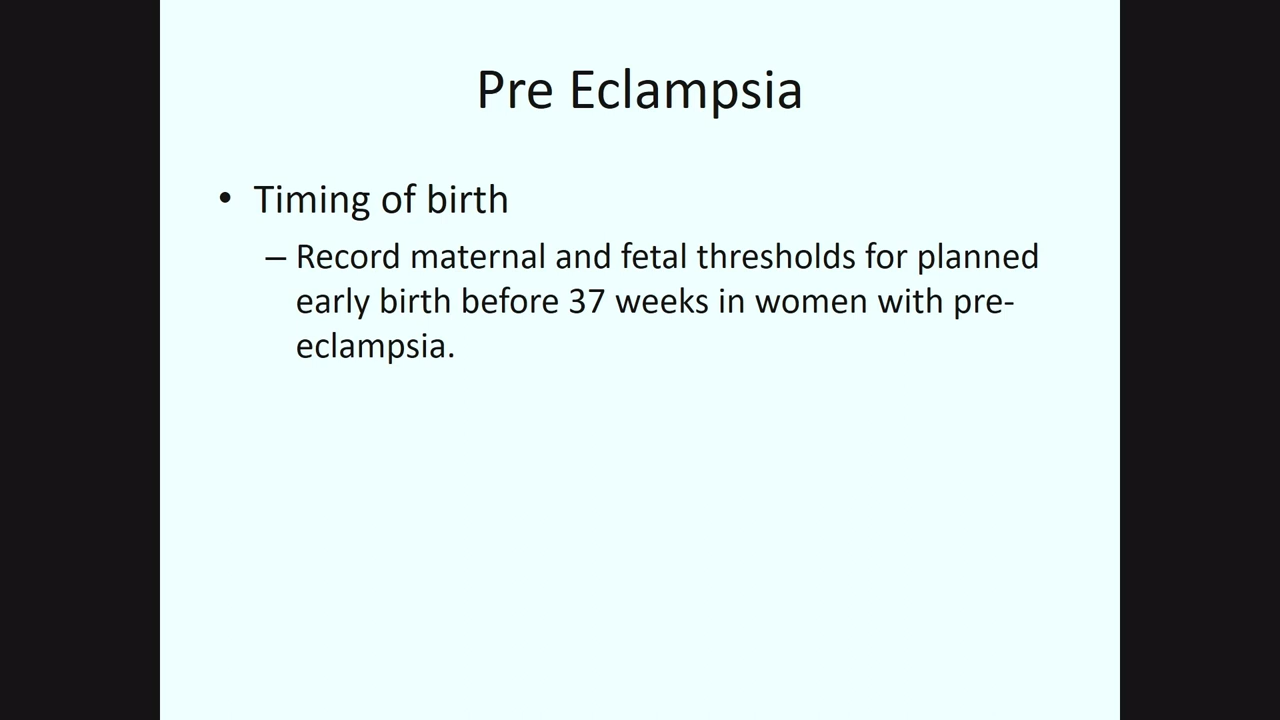 Pre Eclampsia
• Timing of birth
– Record maternal and fetal thresholds for planned
early birth before 37 weeks in women with pre-
eclampsia.